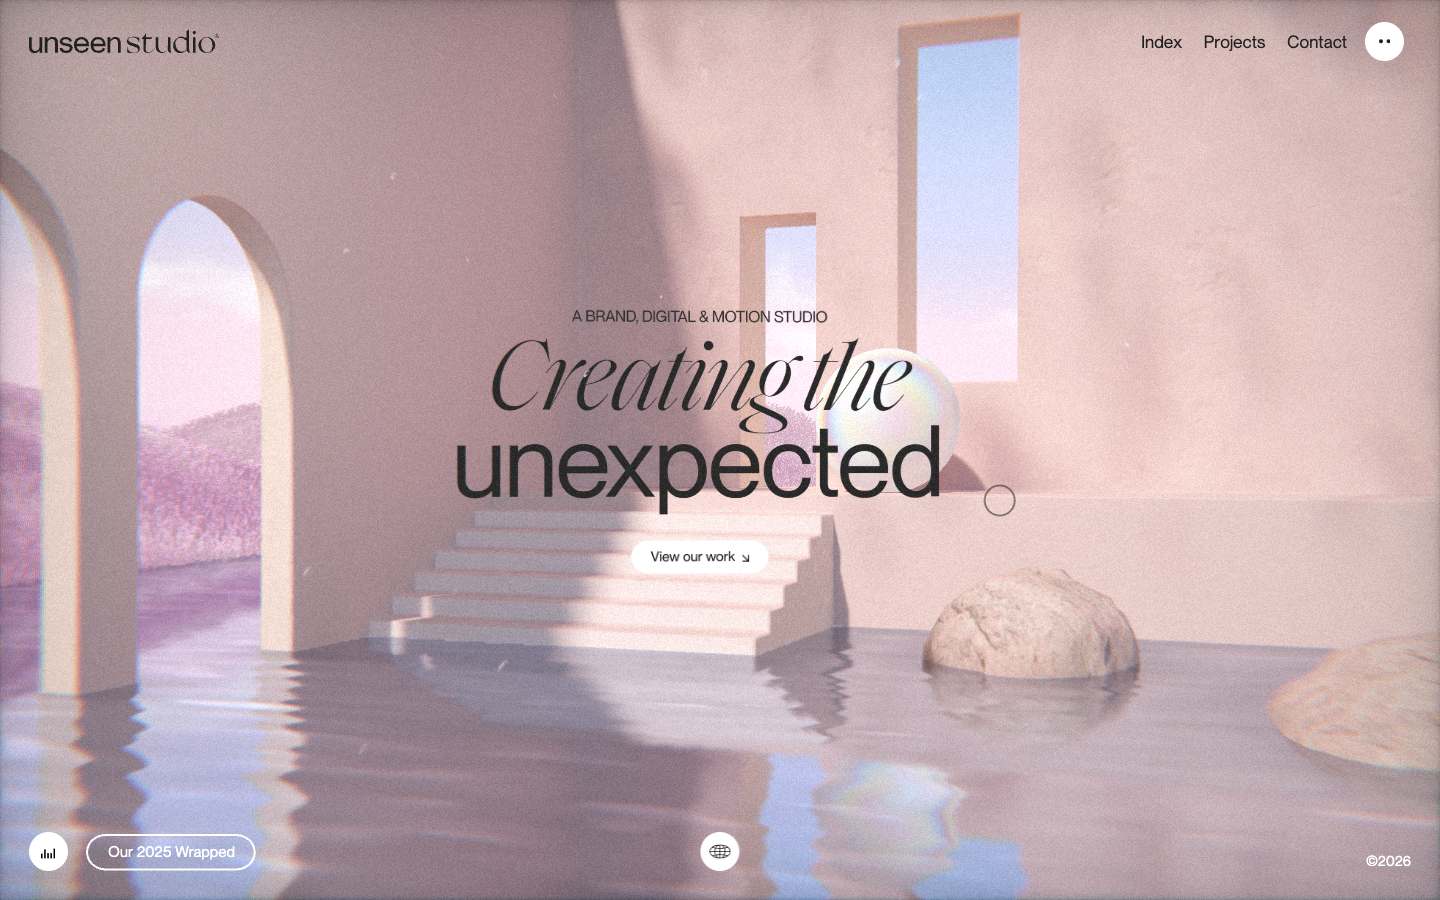 unseen studio®
Index
Projects
Contact
A BRAND, DIGITAL & MOTION STUDIO
Creating the
unexpected
View our work ↘
Our 2025 Wrapped
©2026